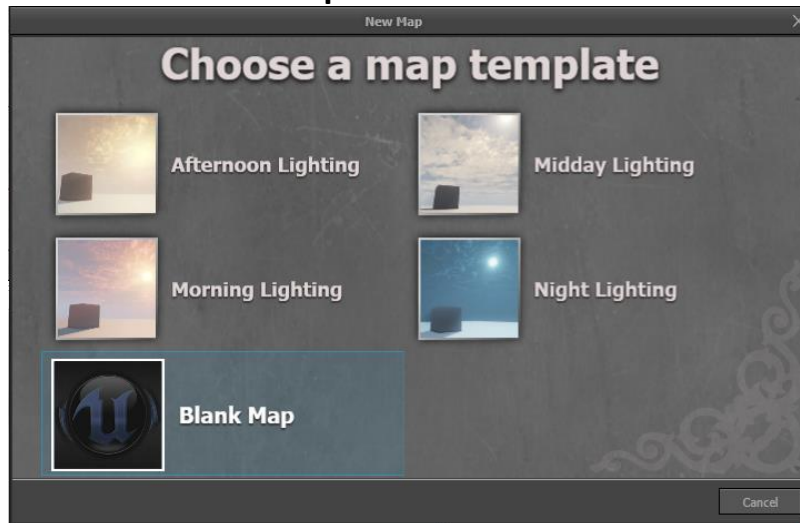 New Map
Choose a map template
Afternoon Lighting
Midday Lighting
Morning Lighting
Night Lighting
Blank Map
Cancel